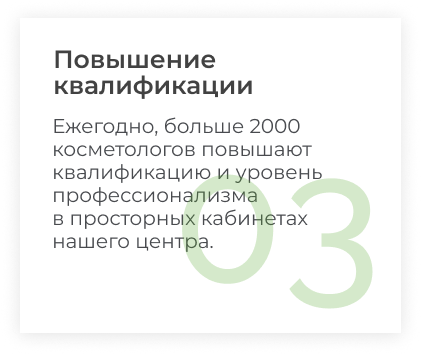 Повышение
квалификации
Ежегодно, больше 2000
косметологов повышают
квалификацию и уровень
профессионализма
в просторных кабинетах
нашего центра.
03